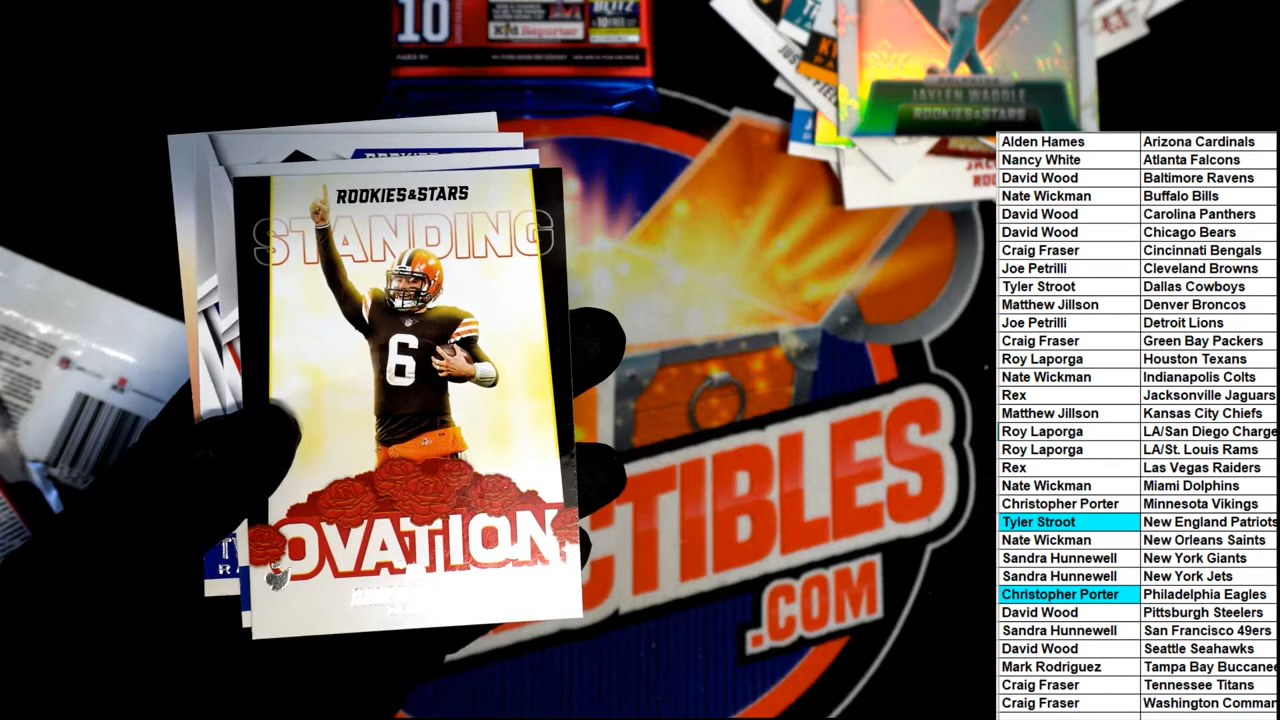 10
Kid Reporter
BLITZ
JAYLEN WADDLE
ROOKIES&STARS
ROOKIES&STARS
STANDING
6
OVATION
CTIBLES
.COM
Alden Hames Arizona Cardinals
Nancy White Atlanta Falcons
David Wood Baltimore Ravens
Nate Wickman Buffalo Bills
David Wood Carolina Panthers
David Wood Chicago Bears
Craig Fraser Cincinnati Bengals
Joe Petrilli Cleveland Browns
Tyler Stroot Dallas Cowboys
Matthew Jillson Denver Broncos
Joe Petrilli Detroit Lions
Craig Fraser Green Bay Packers
Roy Laporga Houston Texans
Nate Wickman Indianapolis Colts
Rex Jacksonville Jaguars
Matthew Jillson Kansas City Chiefs
Roy Laporga LA/San Diego Charge
Roy Laporga LA/St. Louis Rams
Rex Las Vegas Raiders
Nate Wickman Miami Dolphins
Christopher Porter Minnesota Vikings
Tyler Stroot New England Patriots
Nate Wickman New Orleans Saints
Sandra Hunnewell New York Giants
Sandra Hunnewell New York Jets
Christopher Porter Philadelphia Eagles
David Wood Pittsburgh Steelers
Sandra Hunnewell San Francisco 49ers
David Wood Seattle Seahawks
Mark Rodriguez Tampa Bay Buccanee
Craig Fraser Tennessee Titans
Craig Fraser Washington Comman